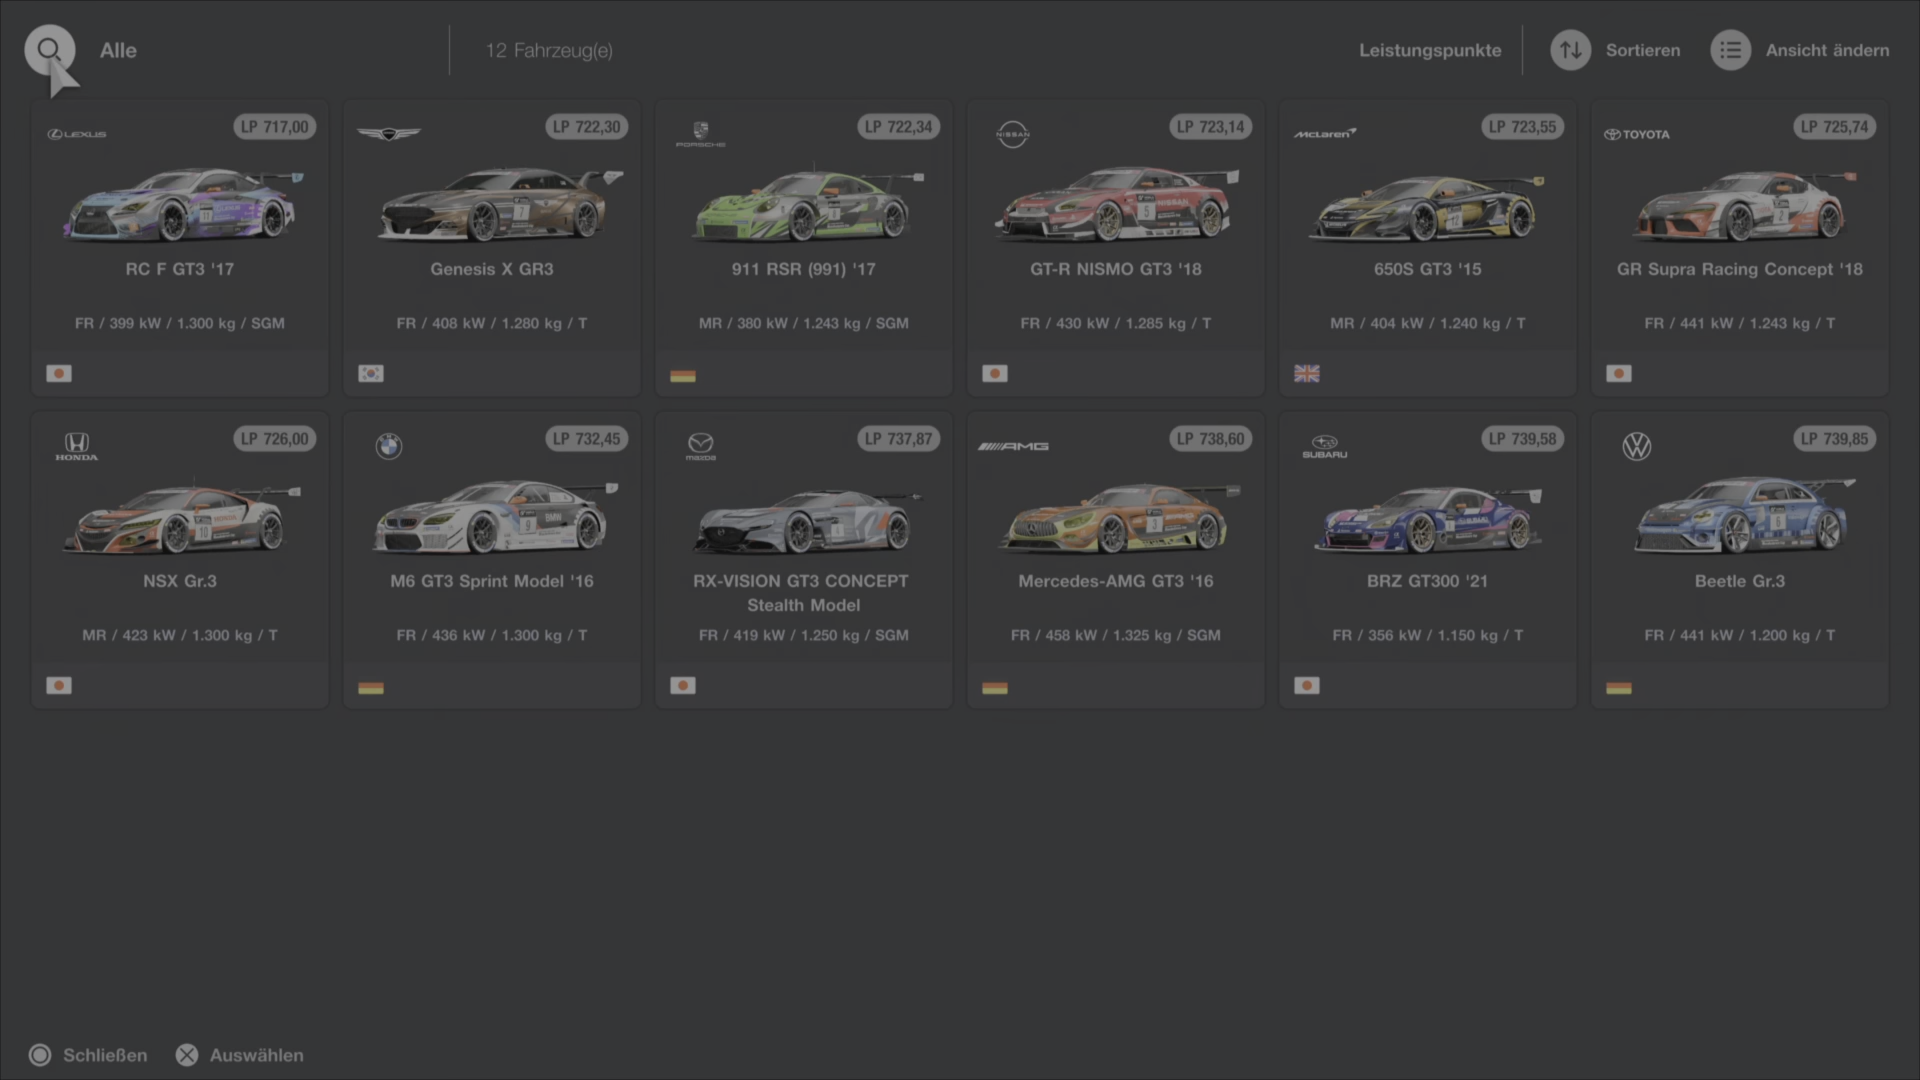 Alle
12 Fahrzeug(e)
Leistungspunkte
Sortieren
Ansicht ändern
LEXUS
LP 717,00
RC F GT3 '17
FR / 399 kW / 1.300 kg / SGM
LP 722,30
Genesis X GR3
FR / 408 kW / 1.280 kg / T
PORSCHE
LP 722,34
911 RSR (991) '17
MR / 380 kW / 1.243 kg / SGM
NISSAN
LP 723,14
GT-R NISMO GT3 '18
FR / 430 kW / 1.285 kg / T
McLaren
LP 723,55
650S GT3 '15
MR / 404 kW / 1.240 kg / T
TOYOTA
LP 725,74
GR Supra Racing Concept '18
FR / 441 kW / 1.243 kg / T
HONDA
LP 726,00
NSX Gr.3
MR / 423 kW / 1.300 kg / T
LP 732,45
M6 GT3 Sprint Model '16
FR / 436 kW / 1.300 kg / T
mazda
LP 737,87
RX-VISION GT3 CONCEPT
Stealth Model
FR / 419 kW / 1.250 kg / SGM
AMG
LP 738,60
Mercedes-AMG GT3 '16
FR / 458 kW / 1.325 kg / SGM
SUBARU
LP 739,58
BRZ GT300 '21
FR / 356 kW / 1.150 kg / T
LP 739,85
Beetle Gr.3
FR / 441 kW / 1.200 kg / T
Schließen
Auswählen